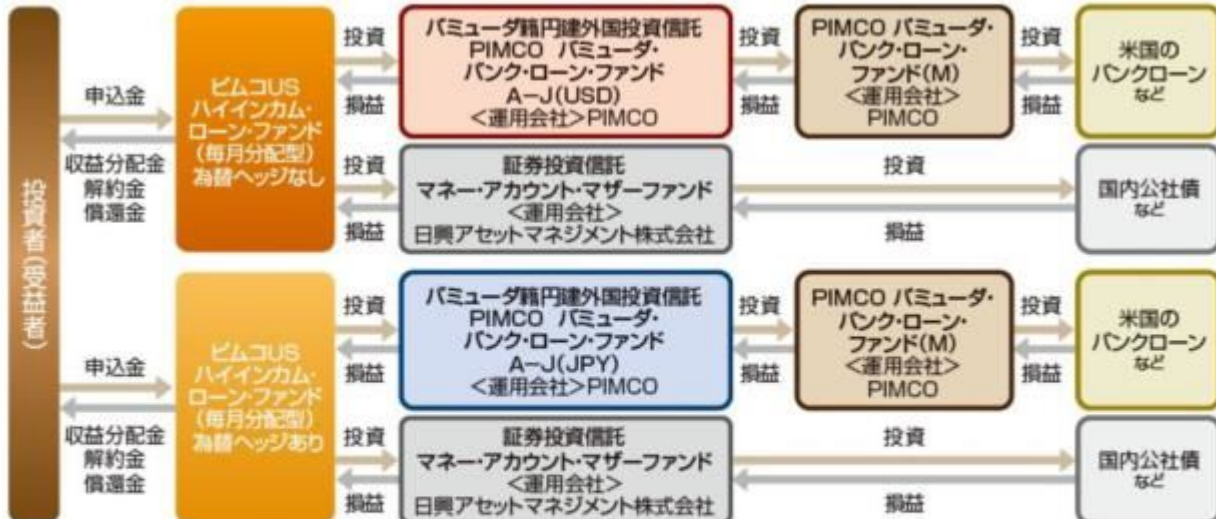 投資者(受益者)
申込金
収益分配金
解約金
償還金
ピムコUS
ハイインカム・
ローン・ファンド
(毎月分配型)
為替ヘッジなし
投資
損益
バミューダ籍円建外国投資信託
PIMCO バミューダ・
バンク・ローン・ファンド
A-J(USD)
<運用会社>PIMCO
投資
損益
PIMCO バミューダ・
バンク・ローン・
ファンド(M)
<運用会社>
PIMCO
投資
損益
米国の
バンクローン
など
投資
損益
証券投資信託
マネー・アカウント・マザーファンド
<運用会社>
日興アセットマネジメント株式会社
投資
損益
国内公社債
など
申込金
収益分配金
解約金
償還金
ピムコUS
ハイインカム・
ローン・ファンド
(毎月分配型)
為替ヘッジあり
投資
損益
バミューダ籍円建外国投資信託
PIMCO バミューダ・
バンク・ローン・ファンド
A-J(JPY)
<運用会社>PIMCO
投資
損益
PIMCO バミューダ・
バンク・ローン・
ファンド(M)
<運用会社>
PIMCO
投資
損益
米国の
バンクローン
など
投資
損益
証券投資信託
マネー・アカウント・マザーファンド
<運用会社>
日興アセットマネジメント株式会社
投資
損益
国内公社債
など